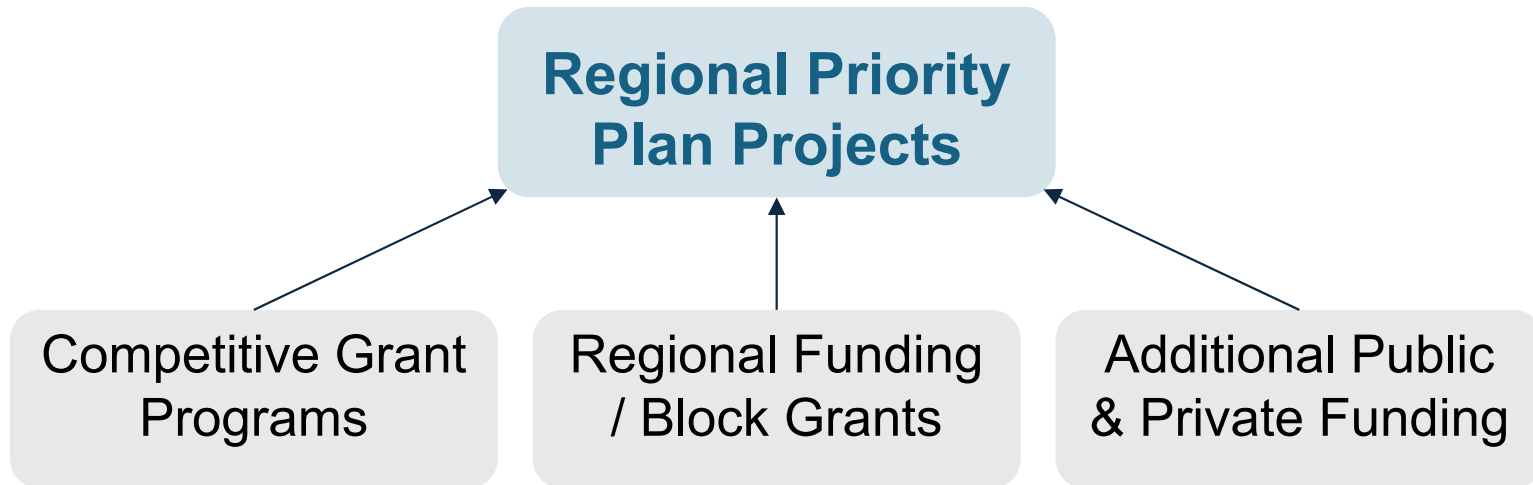 Regional Priority
Plan Projects
Competitive Grant
Programs
Regional Funding
/ Block Grants
Additional Public
& Private Funding